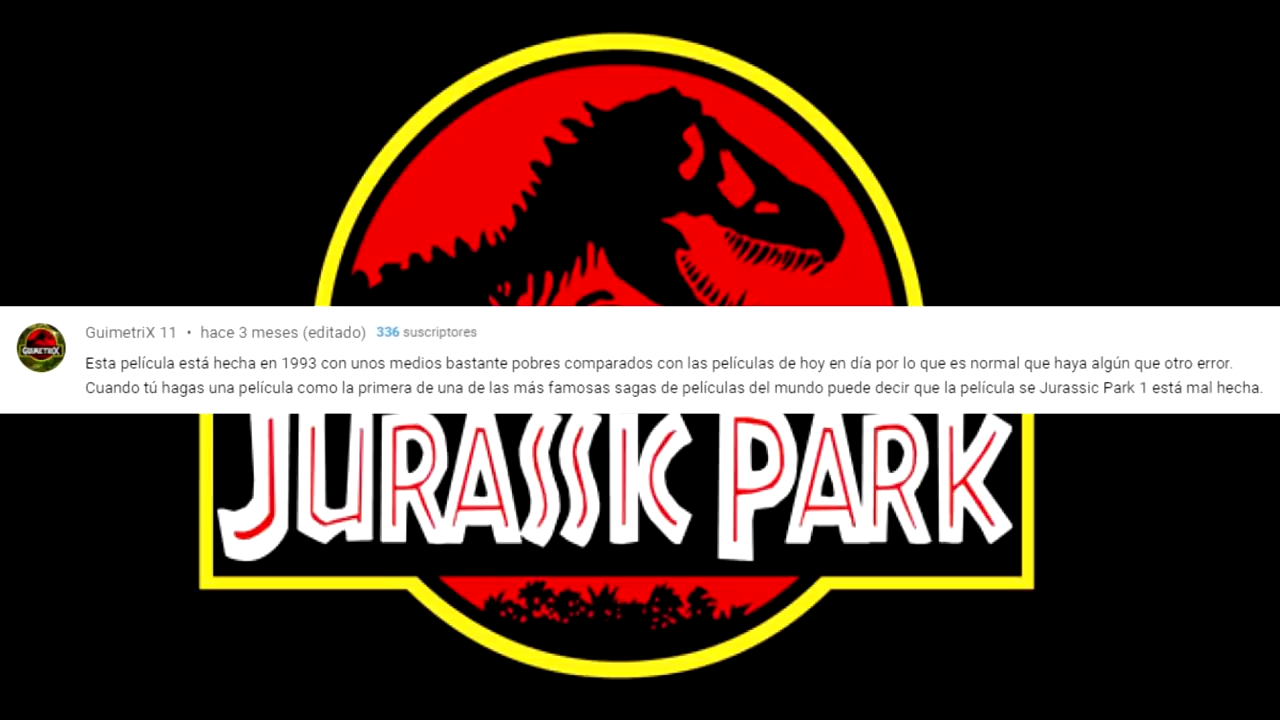 GuimetriX 11 • hace 3 meses (editado) 336 suscriptores
GUIMETRIX
Esta película está hecha en 1993 con unos medios bastante pobres comparados con las películas de hoy en día por lo que es normal que haya algún que otro error.
Cuando tú hagas una película como la primera de una de las más famosas sagas de películas del mundo puede decir que la película se Jurassic Park 1 está mal hecha.
JURASSIC PARK